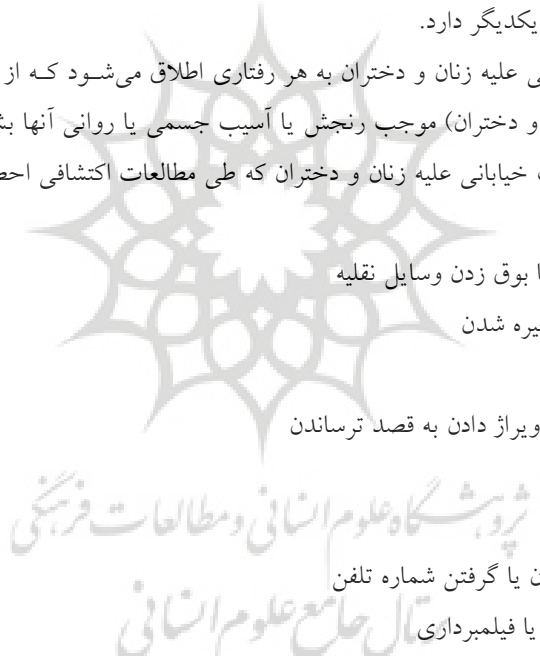 یکدیگر دارد.
علیه زنان و دختران به هر رفتاری اطلاق می‌شود که از
و دختران) موجب رنجش یا آسیب جسمی یا روانی آنها
خیابانی علیه زنان و دختران که طی مطالعات اکتشافی
بوق زدن وسایل نقلیه
شدن
ویراژ دادن به قصد ترساندن
پژوهشگاه علوم انسانی و مطالعات فرهنگی
یا گرفتن شماره تلفن
یا فیلمبرداری
پرتال جامع علوم انسانی